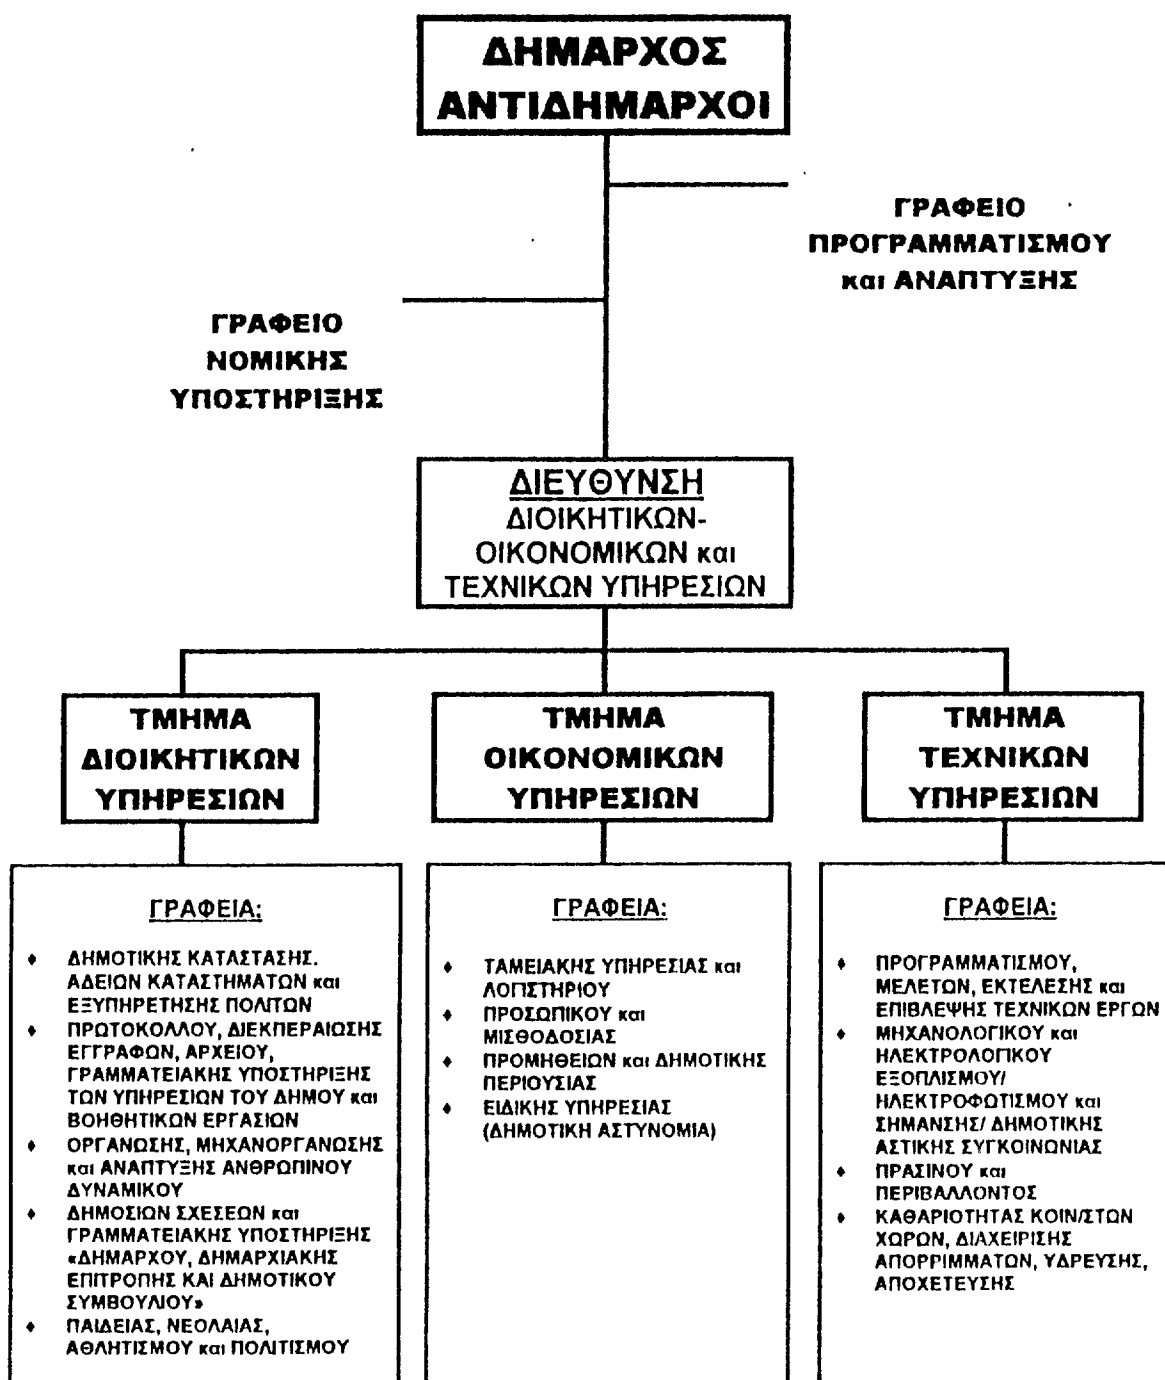 ΔΗΜΑΡΧΟΣ
ΑΝΤΙΔΗΜΑΡΧΟΙ
ΓΡΑΦΕΙΟ
ΠΡΟΓΡΑΜΜΑΤΙΣΜΟΥ
και ΑΝΑΠΤΥΞΗΣ
ΓΡΑΦΕΙΟ
ΝΟΜΙΚΗΣ
ΥΠΟΣΤΗΡΙΞΗΣ
ΔΙΕΥΘΥΝΣΗ
ΔΙΟΙΚΗΤΙΚΩΝ-
ΟΙΚΟΝΟΜΙΚΩΝ και
ΤΕΧΝΙΚΩΝ ΥΠΗΡΕΣΙΩΝ
ΤΜΗΜΑ
ΔΙΟΙΚΗΤΙΚΩΝ
ΥΠΗΡΕΣΙΩΝ
ΤΜΗΜΑ
ΟΙΚΟΝΟΜΙΚΩΝ
ΥΠΗΡΕΣΙΩΝ
ΤΜΗΜΑ
ΤΕΧΝΙΚΩΝ
ΥΠΗΡΕΣΙΩΝ
ΓΡΑΦΕΙΑ:
♦ ΔΗΜΟΤΙΚΗΣ ΚΑΤΑΣΤΑΣΗΣ.
ΑΔΕΙΩΝ ΚΑΤΑΣΤΗΜΑΤΩΝ και
ΕΞΥΠΗΡΕΤΗΣΗΣ ΠΟΛΙΤΩΝ
♦ ΠΡΩΤΟΚΟΛΛΟΥ, ΔΙΕΚΠΕΡΑΙΩΣΗΣ
ΕΓΓΡΑΦΩΝ, ΑΡΧΕΙΟΥ,
ΓΡΑΜΜΑΤΕΙΑΚΗΣ ΥΠΟΣΤΗΡΙΞΗΣ
ΤΩΝ ΥΠΗΡΕΣΙΩΝ ΤΟΥ ΔΗΜΟΥ και
ΒΟΗΘΗΤΙΚΩΝ ΕΡΓΑΣΙΩΝ
♦ ΟΡΓΑΝΩΣΗΣ, ΜΗΧΑΝΟΡΓΑΝΩΣΗΣ
και ΑΝΑΠΤΥΞΗΣ ΑΝΘΡΩΠΙΝΟΥ
ΔΥΝΑΜΙΚΟΥ
♦ ΔΗΜΟΣΙΩΝ ΣΧΕΣΕΩΝ και
ΓΡΑΜΜΑΤΕΙΑΚΗΣ ΥΠΟΣΤΗΡΙΞΗΣ
«ΔΗΜΑΡΧΟΥ, ΔΗΜΑΡΧΙΑΚΗΣ
ΕΠΙΤΡΟΠΗΣ ΚΑΙ ΔΗΜΟΤΙΚΟΥ
ΣΥΜΒΟΥΛΙΟΥ»
♦ ΠΑΙΔΕΙΑΣ, ΝΕΟΛΑΙΑΣ,
ΑΘΛΗΤΙΣΜΟΥ και ΠΟΛΙΤΙΣΜΟΥ
ΓΡΑΦΕΙΑ:
♦ ΤΑΜΕΙΑΚΗΣ ΥΠΗΡΕΣΙΑΣ και
ΛΟΓΙΣΤΗΡΙΟΥ
♦ ΠΡΟΣΩΠΙΚΟΥ και
ΜΙΣΘΟΔΟΣΙΑΣ
♦ ΠΡΟΜΗΘΕΙΩΝ και ΔΗΜΟΤΙΚΗΣ
ΠΕΡΙΟΥΣΙΑΣ
♦ ΕΙΔΙΚΗΣ ΥΠΗΡΕΣΙΑΣ
(ΔΗΜΟΤΙΚΗ ΑΣΤΥΝΟΜΙΑ)
ΓΡΑΦΕΙΑ:
♦ ΠΡΟΓΡΑΜΜΑΤΙΣΜΟΥ,
ΜΕΛΕΤΩΝ, ΕΚΤΕΛΕΣΗΣ και
ΕΠΙΒΛΕΨΗΣ ΤΕΧΝΙΚΩΝ ΕΡΓΩΝ
♦ ΜΗΧΑΝΟΛΟΓΙΚΟΥ και
ΗΛΕΚΤΡΟΛΟΓΙΚΟΥ
ΕΞΟΠΛΙΣΜΟΥ/
ΗΛΕΚΤΡΟΦΩΤΙΣΜΟΥ και
ΣΗΜΑΝΣΗΣ/ ΔΗΜΟΤΙΚΗΣ
ΑΣΤΙΚΗΣ ΣΥΓΚΟΙΝΩΝΙΑΣ
♦ ΠΡΑΣΙΝΟΥ και
ΠΕΡΙΒΑΛΛΟΝΤΟΣ
♦ ΚΑΘΑΡΙΟΤΗΤΑΣ ΚΟΙΝ/ΣΤΩΝ
ΧΩΡΩΝ, ΔΙΑΧΕΙΡΙΣΗΣ
ΑΠΟΡΡΙΜΜΑΤΩΝ, ΥΔΡΕΥΣΗΣ,
ΑΠΟΧΕΤΕΥΣΗΣ